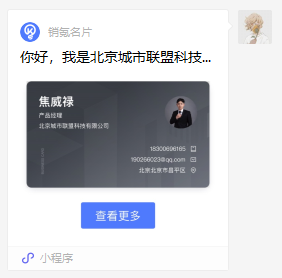 销氪名片
你好，我是北京城市联盟科技...
焦威禄
产品经理
北京城市联盟科技有限公司
18300696165
190266023@qq.com
北京北京市昌平区
查看更多
小程序